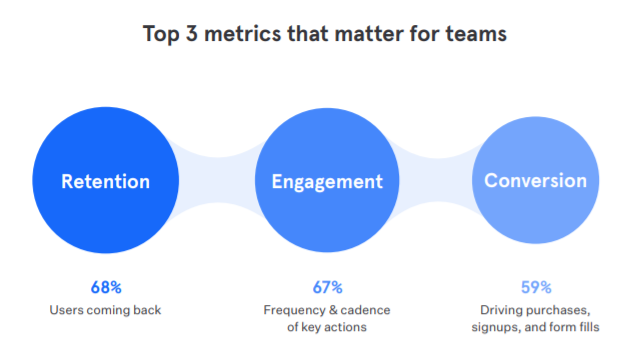 Top 3 metrics that matter for teams
Retention
Engagement
Conversion
68%
67%
59%
Users coming back
Frequency & cadence
of key actions
Driving purchases,
signups, and form fills